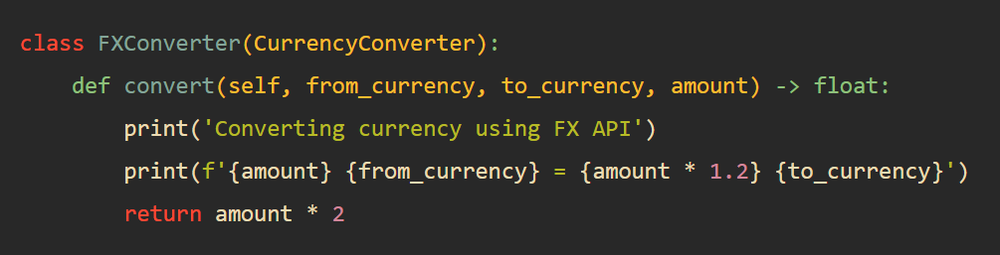 class FXConverter(CurrencyConverter):
    def convert(self, from_currency, to_currency, amount) -> float:
        print('Converting currency using FX API')
        print(f'{amount} {from_currency} = {amount * 1.2} {to_currency}')
        return amount * 2